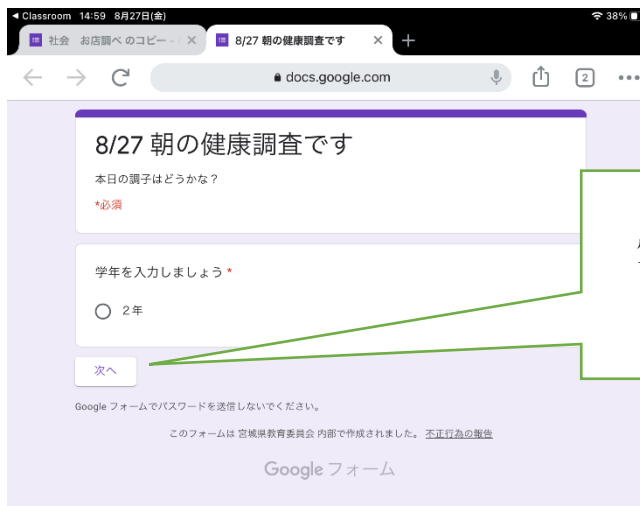 ◀ Classroom 14:59 8月27日(金) 38%
社会 お店調べ のコピー -
8/27 朝の健康調査です
docs.google.com
2
8/27 朝の健康調査です
本日の調子はどうかな？
*必須
学年を入力しましょう *
２年
次へ
Google フォームでパスワードを送信しないでください。
このフォームは 宮城県教育委員会 内部で作成されました。 不正行為の報告
Google フォーム